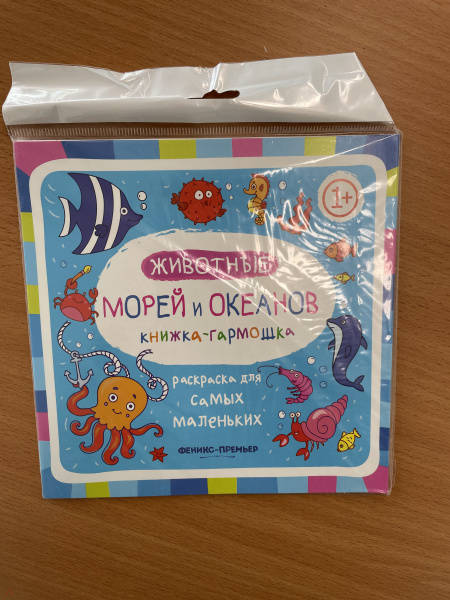 1+
ЖИВОТНЫЕ
МОРЕЙ и ОКЕАНОВ
книжка-гармошка
раскраска для
самых
маленьких
ФЕНИКС-ПРЕМЬЕР